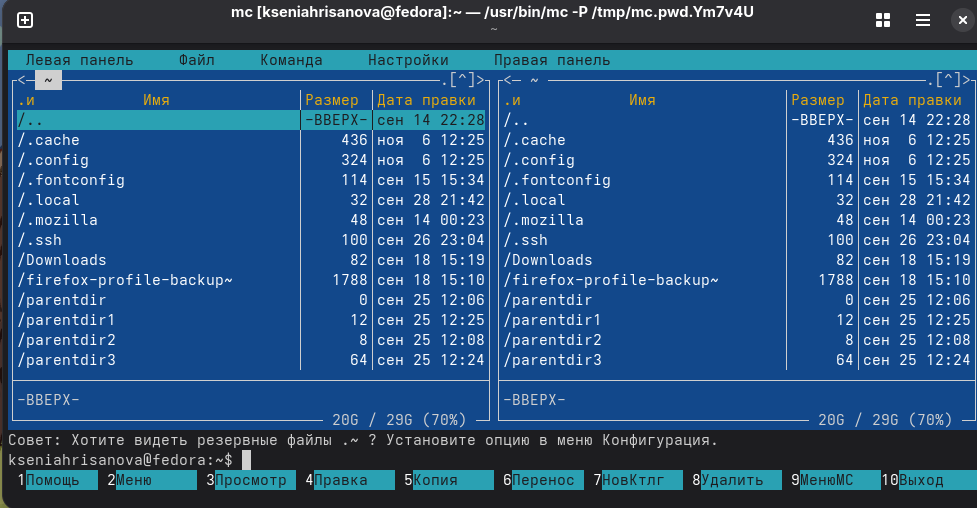 mc [kseniahrisanova@fedora]:~ — /usr/bin/mc -P /tmp/mc.pwd.Ym7v4U
~
Левая панель Файл Команда Настройки Правая панель
<— ~ .[^]> <— ~ .[^]>
.и Имя Размер Дата правки .и Имя Размер Дата правки
/.. -ВВЕРХ- сен 14 22:28 /.. -ВВЕРХ- сен 14 22:28
/.cache 436 ноя 6 12:25 /.cache 436 ноя 6 12:25
/.config 324 ноя 6 12:25 /.config 324 ноя 6 12:25
/.fontconfig 114 сен 15 15:34 /.fontconfig 114 сен 15 15:34
/.local 32 сен 28 21:42 /.local 32 сен 28 21:42
/.mozilla 48 сен 14 00:23 /.mozilla 48 сен 14 00:23
/.ssh 100 сен 26 23:04 /.ssh 100 сен 26 23:04
/Downloads 82 сен 18 15:19 /Downloads 82 сен 18 15:19
/firefox-profile-backup~ 1788 сен 18 15:10 /firefox-profile-backup~ 1788 сен 18 15:10
/parentdir 0 сен 25 12:06 /parentdir 0 сен 25 12:06
/parentdir1 12 сен 25 12:25 /parentdir1 12 сен 25 12:25
/parentdir2 8 сен 25 12:08 /parentdir2 8 сен 25 12:08
/parentdir3 64 сен 25 12:24 /parentdir3 64 сен 25 12:24
-ВВЕРХ- -ВВЕРХ-
20G / 29G (70%) 20G / 29G (70%)
Совет: Хотите видеть резервные файлы .~ ? Установите опцию в меню Конфигурация.
kseniahrisanova@fedora:~$
1Помощь 2Меню 3Просмотр 4Правка 5Копия 6Перенос 7НовКтлг 8Удалить 9МенюMC 10Выход